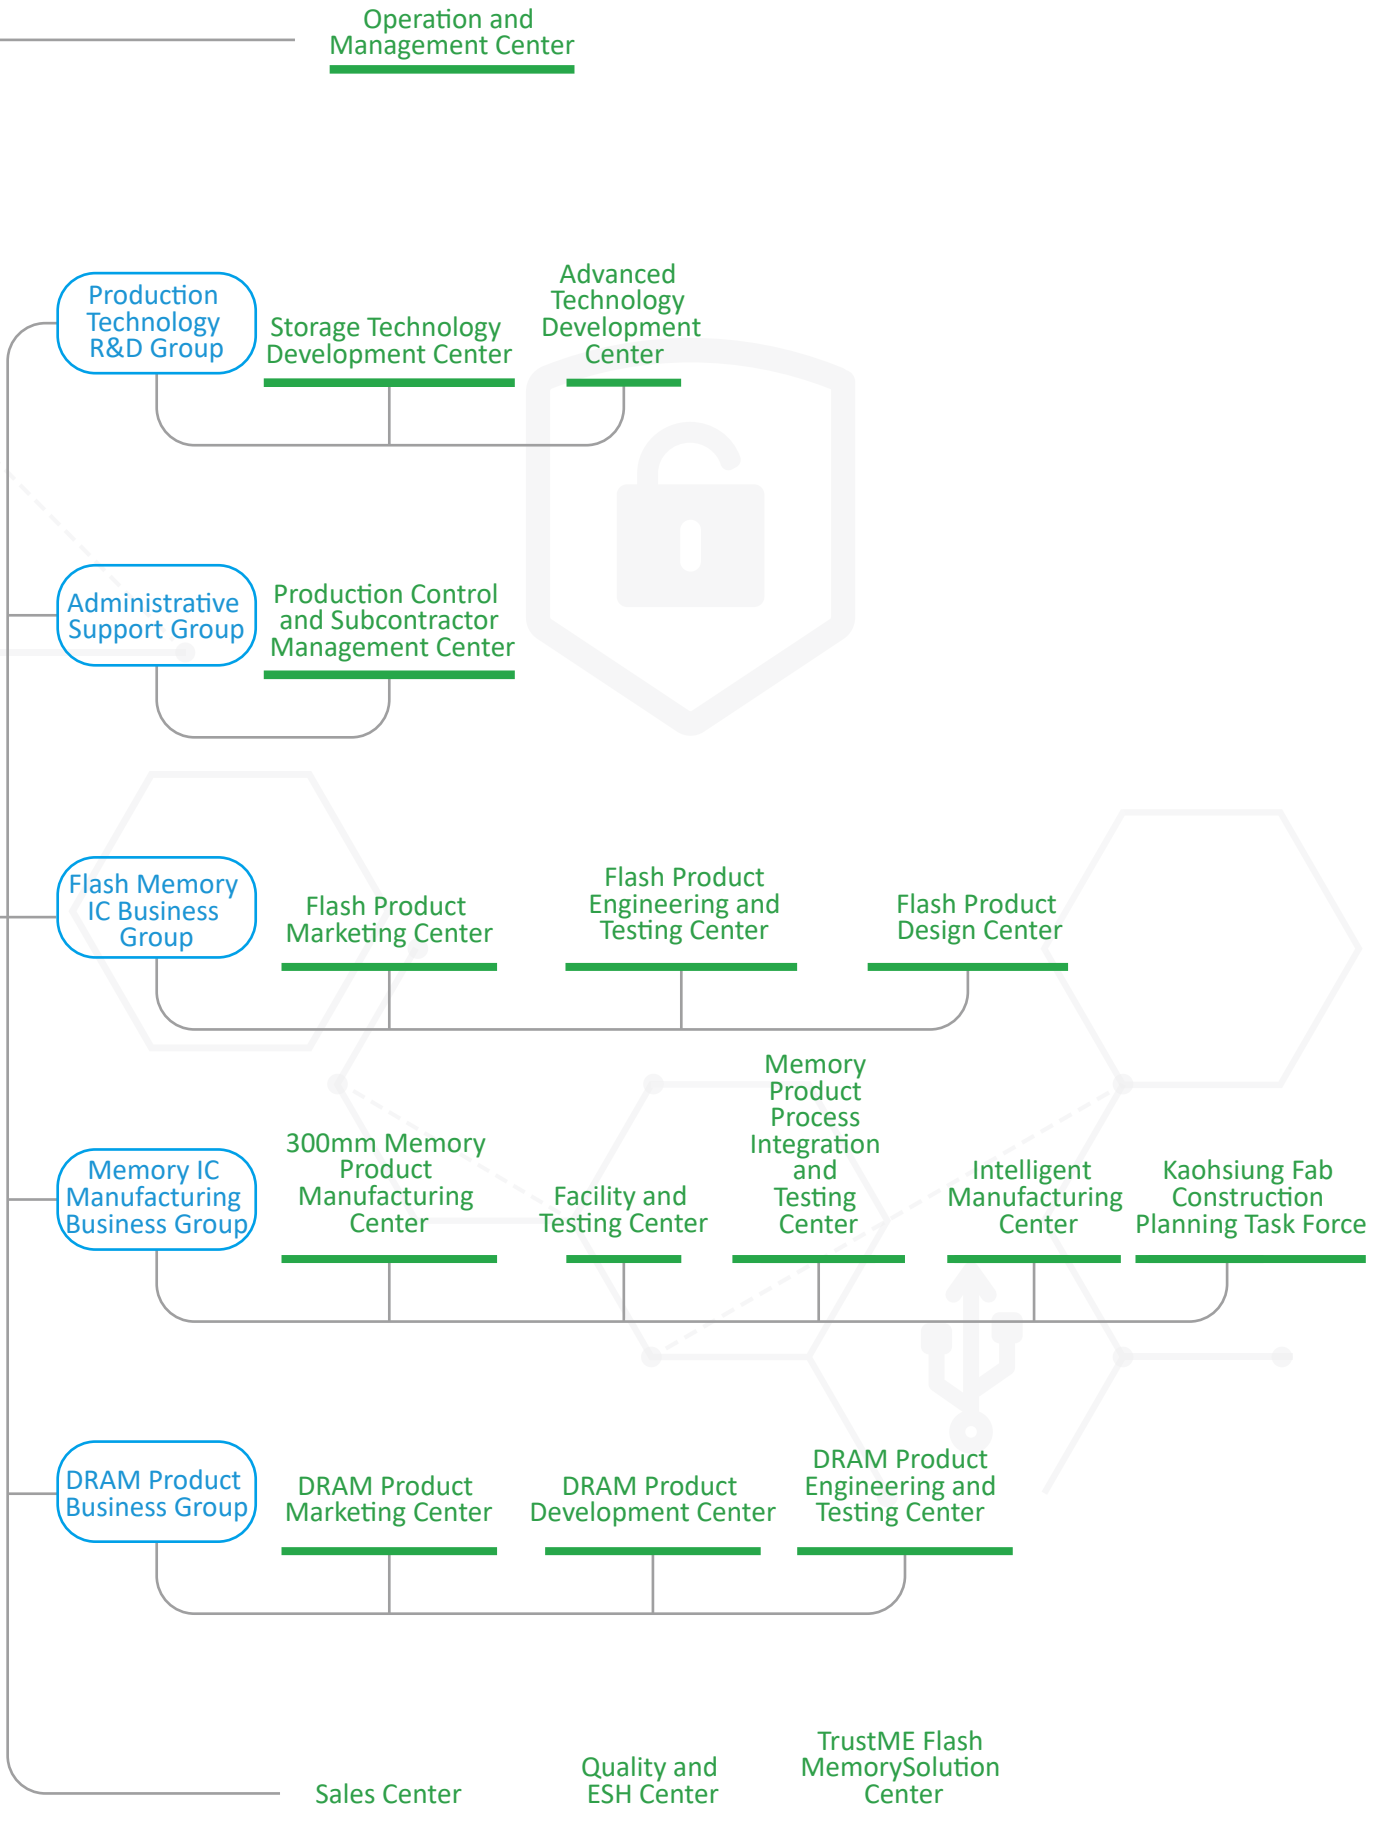 Operation and
Management Center
Production
Technology
R&D Group
Storage Technology
Development Center
Advanced
Technology
Development
Center
Administrative
Support Group
Production Control
and Subcontractor
Management Center
Flash Memory
IC Business
Group
Flash Product
Marketing Center
Flash Product
Engineering and
Testing Center
Flash Product
Design Center
Memory IC
Manufacturing
Business Group
300mm Memory
Product
Manufacturing
Center
Facility and
Testing Center
Memory
Product
Process
Integration
and
Testing
Center
Intelligent
Manufacturing
Center
Kaohsiung Fab
Construction
Planning Task Force
DRAM Product
Business Group
DRAM Product
Marketing Center
DRAM Product
Development Center
DRAM Product
Engineering and
Testing Center
Sales Center
Quality and
ESH Center
TrustME Flash
MemorySolution
Center